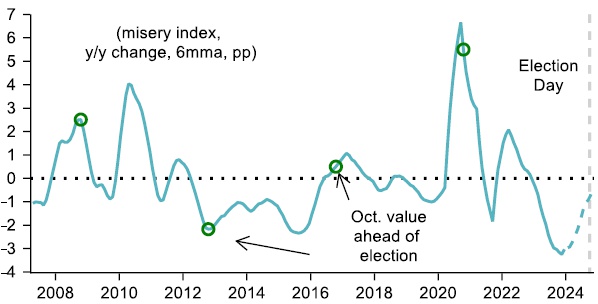 7
6
5
4
3
2
1
0
-1
-2
-3
-4
(misery index,
y/y change, 6mma, pp)
Election
Day
Oct. value
ahead of
election
2008 2010 2012 2014 2016 2018 2020 2022 2024